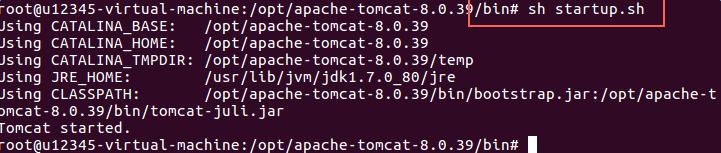 root@u12345-virtual-machine:/opt/apache-tomcat-8.0.39/bin# sh startup.sh
Using CATALINA_BASE:   /opt/apache-tomcat-8.0.39
Using CATALINA_HOME:   /opt/apache-tomcat-8.0.39
Using CATALINA_TMPDIR: /opt/apache-tomcat-8.0.39/temp
Using JRE_HOME:        /usr/lib/jvm/jdk1.7.0_80/jre
Using CLASSPATH:       /opt/apache-tomcat-8.0.39/bin/bootstrap.jar:/opt/apache-t
omcat-8.0.39/bin/tomcat-juli.jar
Tomcat started.
root@u12345-virtual-machine:/opt/apache-tomcat-8.0.39/bin#